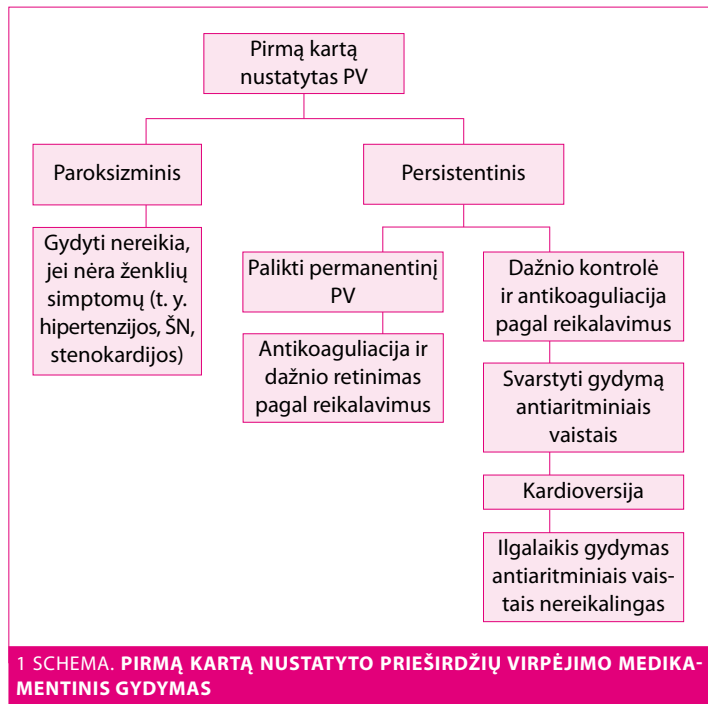 Pirmą kartą
nustatytas PV
Paroksizminis
Persistentinis
Gydyti nereikia,
jei nėra ženklių
simptomų (t. y.
hipertenzijos, ŠN,
stenokardijos)
Palikti permanentinį
PV
Antikoaguliacija ir
dažnio retinimas
pagal reikalavimus
Dažnio kontrolė
ir antikoaguliacija
pagal reikalavimus
Svarstyti gydymą
antiaritminiais
vaistais
Kardioversija
Ilgalaikis gydymas
antiaritminiais vais-
tais nereikalingas
1 SCHEMA. PIRMĄ KARTĄ NUSTATYTO PRIEŠIRDŽIŲ VIRPĖJIMO MEDIKA-
MENTINIS GYDYMAS